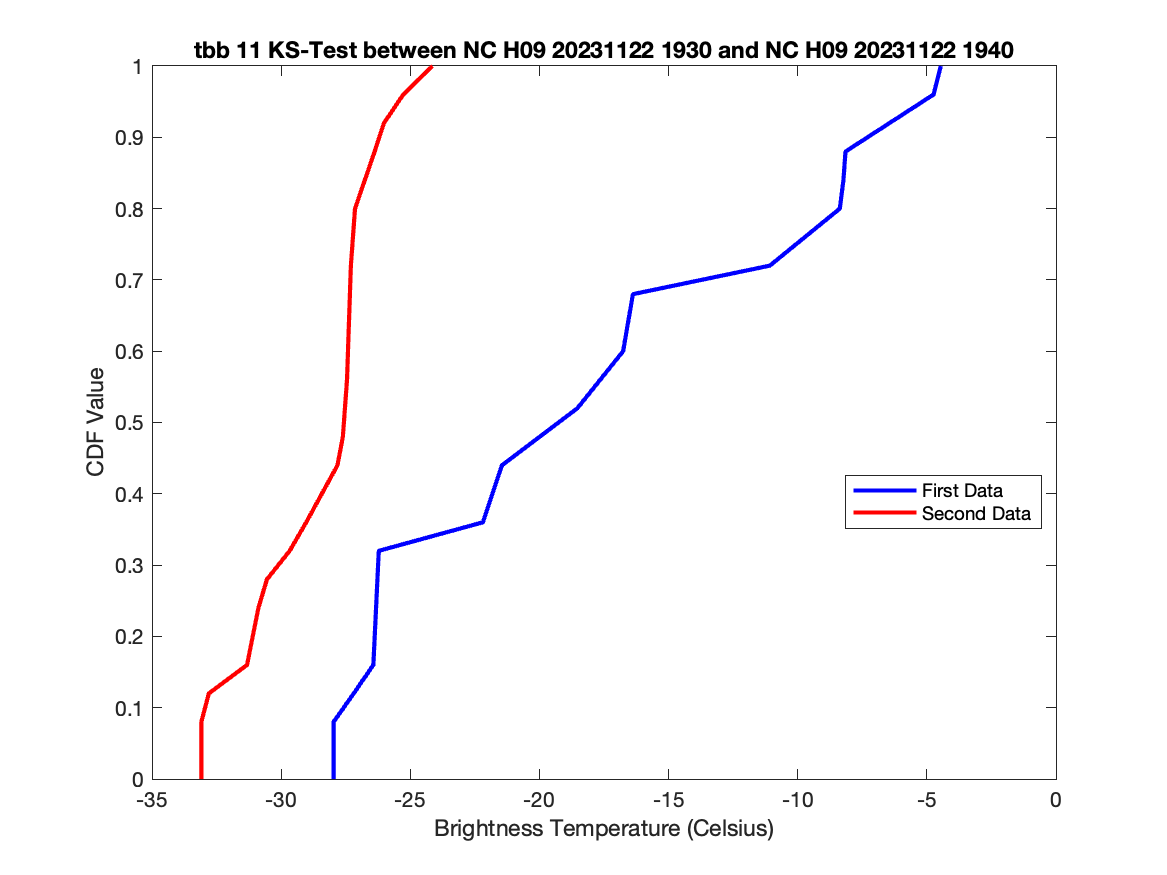 tbb 11 KS-Test between NC H09 20231122 1930 and NC H09 20231122 1940
1
0.9
0.8
0.7
0.6
0.5
0.4
0.3
0.2
0.1
0
CDF Value
First Data
Second Data
-35 -30 -25 -20 -15 -10 -5 0
Brightness Temperature (Celsius)